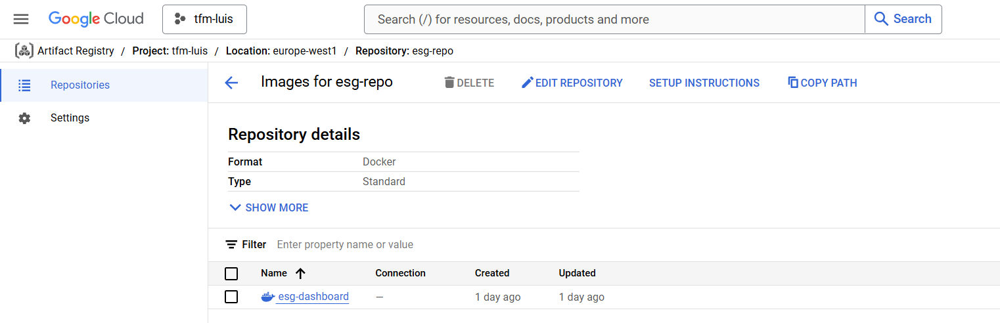 Google Cloud tfm-luis Search (/) for resources, docs, products and more Search
Artifact Registry / Project: tfm-luis / Location: europe-west1 / Repository: esg-repo
Repositories
Settings
Images for esg-repo DELETE EDIT REPOSITORY SETUP INSTRUCTIONS COPY PATH
Repository details
Format Docker
Type Standard
SHOW MORE
Filter Enter property name or value
Name Connection Created Updated
esg-dashboard — 1 day ago 1 day ago